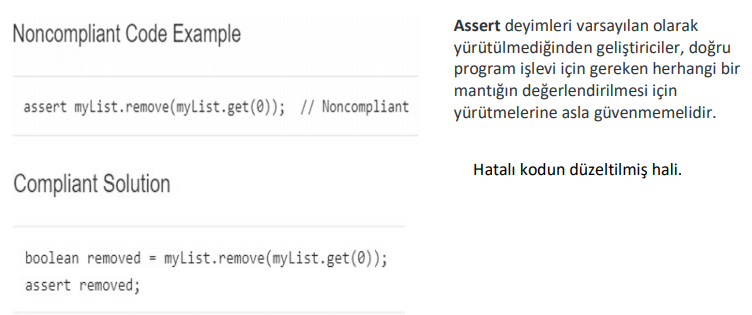 Noncompliant Code Example
assert myList.remove(myList.get(0));  // Noncompliant
Compliant Solution
boolean removed = myList.remove(myList.get(0));
assert removed;
Assert deyimleri varsayılan olarak
yürütülmediğinden geliştiriciler, doğru
program işlevi için gereken herhangi bir
mantığın değerlendirilmesi için
yürütmelerine asla güvenmemelidir.
Hatalı kodun düzeltilmiş hali.